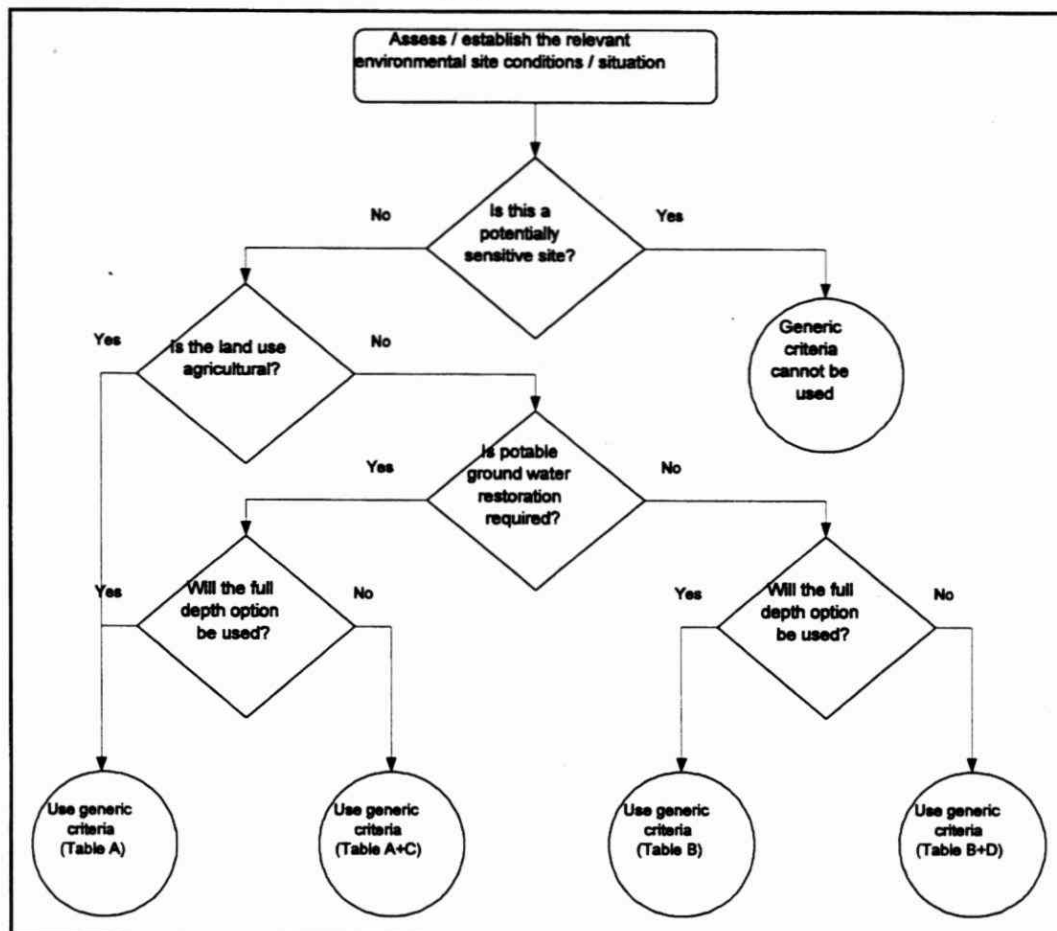 Assess / establish the relevant
environmental site conditions / situation
No
Is this a
potentially
sensitive site?
Yes
Yes
Is the land use
agricultural?
No
Generic
criteria
cannot be
used
Yes
Is potable
ground water
restoration
required?
No
Yes
Will the full
depth option
be used?
No
Yes
Will the full
depth option
be used?
No
Use generic
criteria
(Table A)
Use generic
criteria
(Table A+C)
Use generic
criteria
(Table B)
Use generic
criteria
(Table B+D)